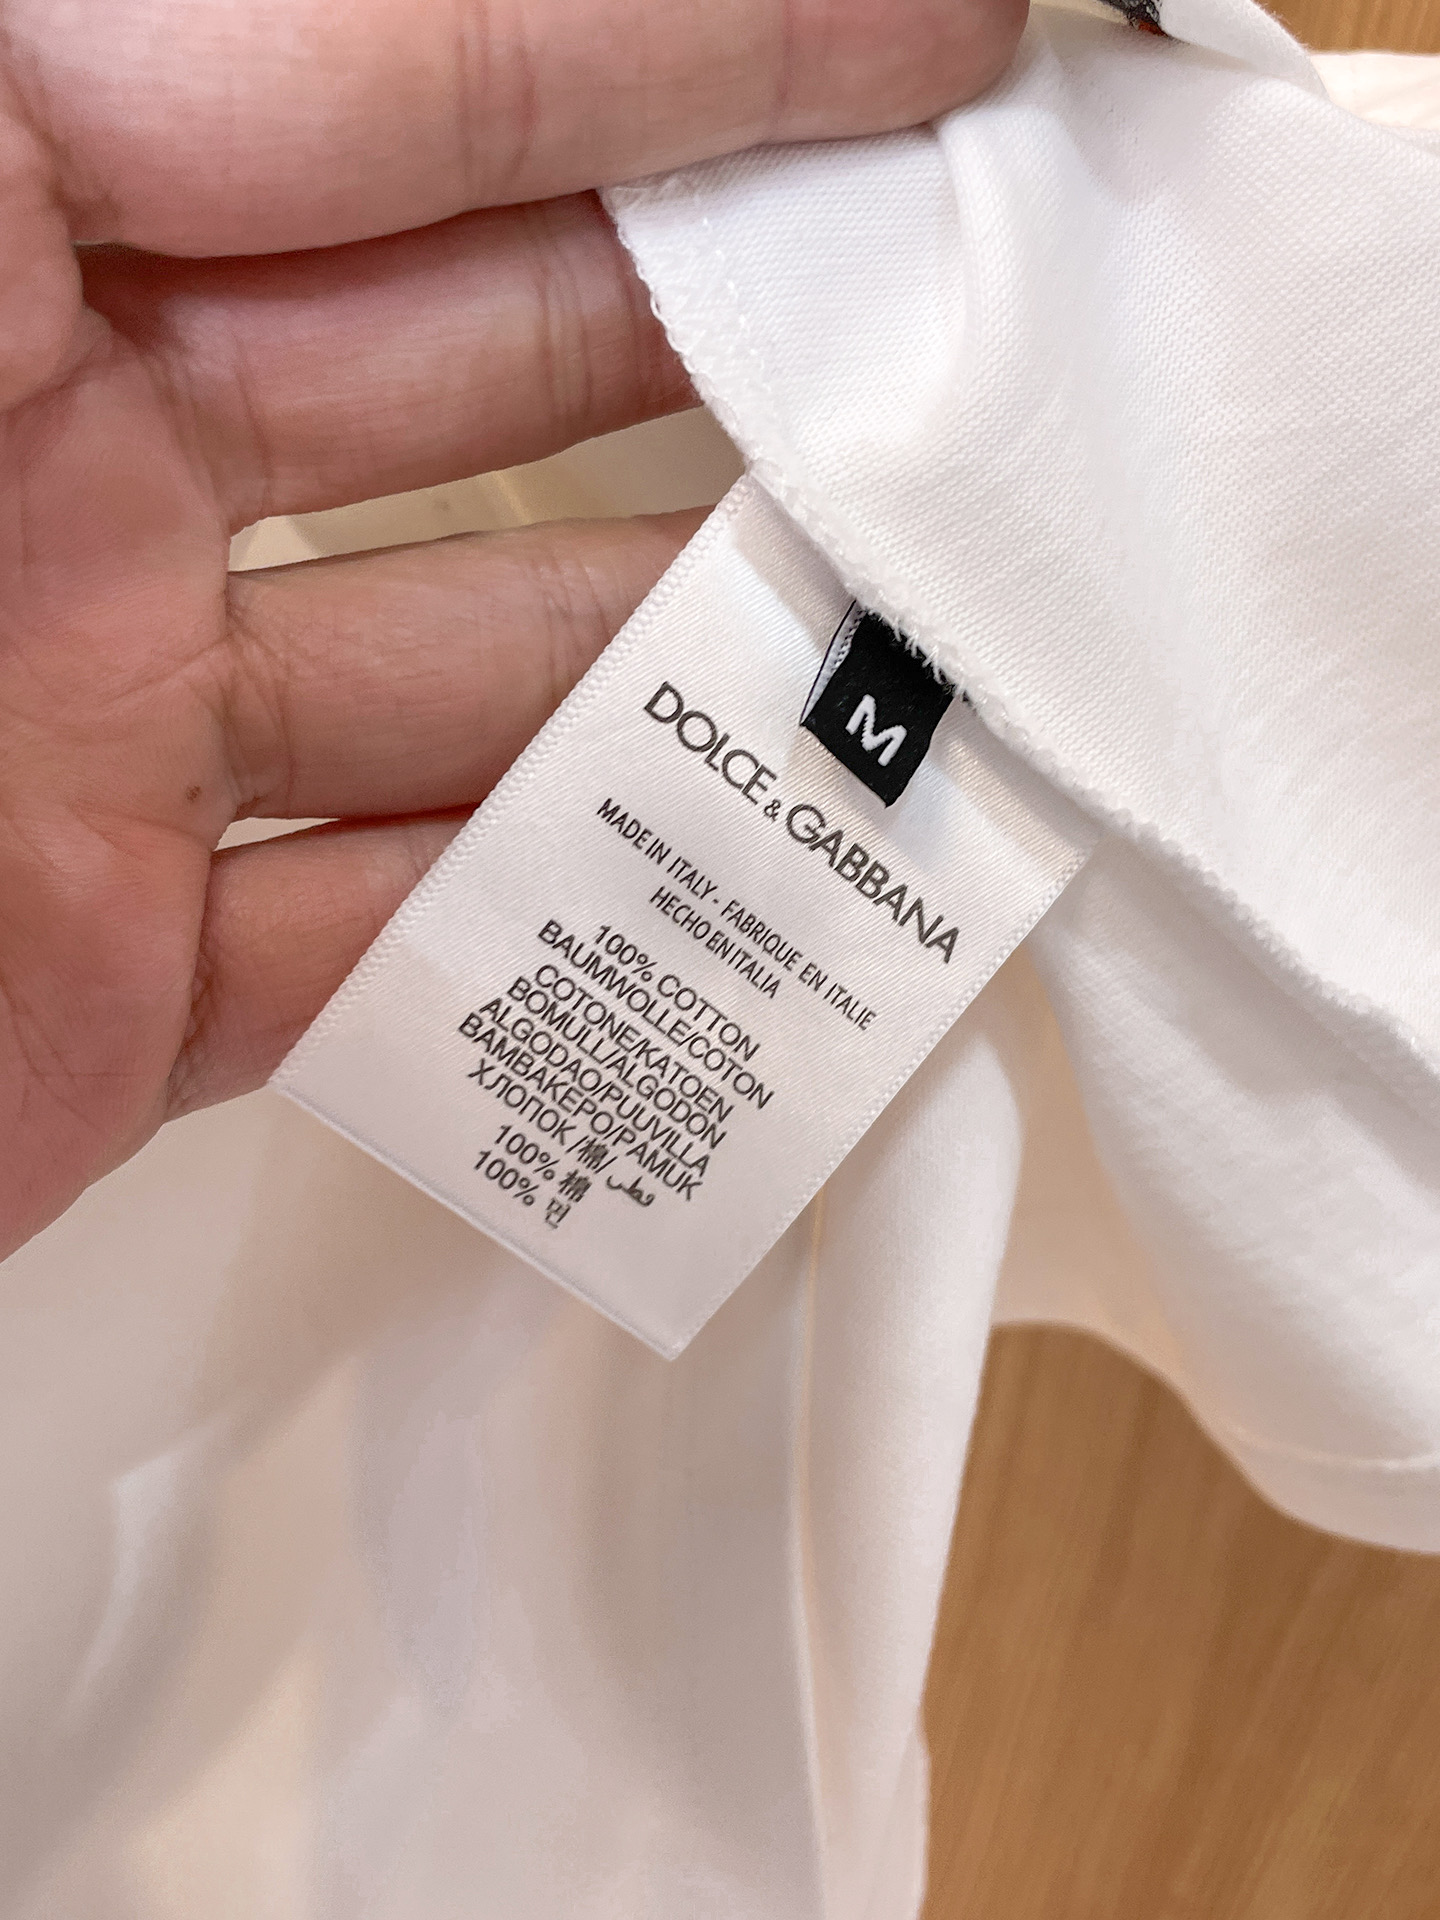 M
DOLCE & GABBANA
MADE IN ITALY - FABRIQUE EN ITALIE
HECHO EN ITALIA
100% COTTON
BAUMWOLLE/COTON
COTONE/KATOEN
BOMULL/ALGODON
ALGODAO/PUUVILLA
BAMBAKEPO/PAMUK
ХЛОПОК/棉/قطن
100% 棉
100% 면